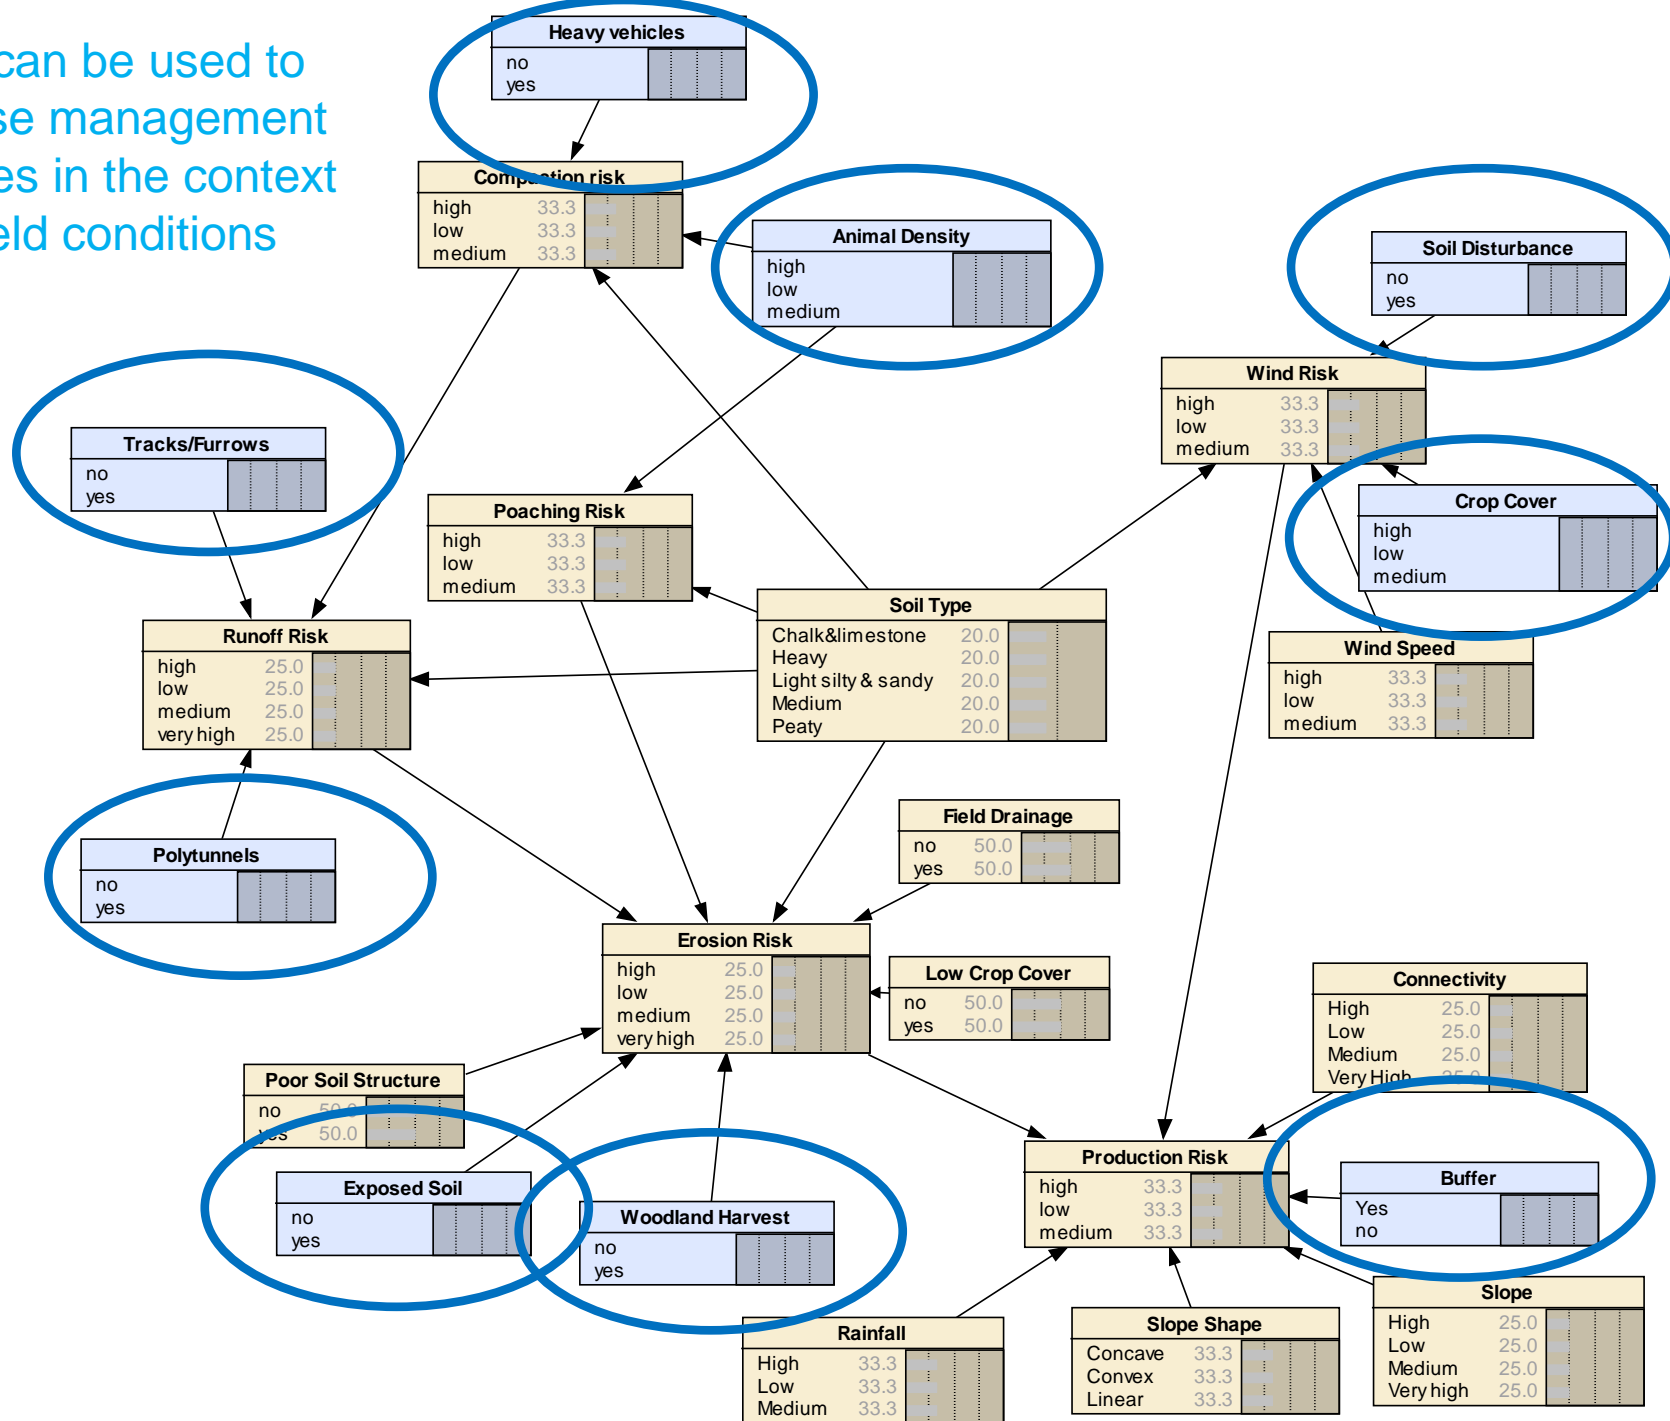 can be used to
se management
es in the context
eld conditions
Heavy vehicles
no
yes
Compaction risk
high 33.3
low 33.3
medium 33.3
Animal Density
high
low
medium
Soil Disturbance
no
yes
Wind Risk
high 33.3
low 33.3
medium 33.3
Tracks/Furrows
no
yes
Poaching Risk
high 33.3
low 33.3
medium 33.3
Crop Cover
high
low
medium
Soil Type
Chalk&limestone 20.0
Heavy 20.0
Light silty & sandy 20.0
Medium 20.0
Peaty 20.0
Runoff Risk
high 25.0
low 25.0
medium 25.0
very high 25.0
Wind Speed
high 33.3
low 33.3
medium 33.3
Polytunnels
no
yes
Field Drainage
no 50.0
yes 50.0
Erosion Risk
high 25.0
low 25.0
medium 25.0
very high 25.0
Low Crop Cover
no 50.0
yes 50.0
Connectivity
High 25.0
Low 25.0
Medium 25.0
Very High 25.0
Poor Soil Structure
no 50.0
yes 50.0
Exposed Soil
no
yes
Woodland Harvest
no
yes
Production Risk
high 33.3
low 33.3
medium 33.3
Buffer
Yes
no
Rainfall
High 33.3
Low 33.3
Medium 33.3
Slope Shape
Concave 33.3
Convex 33.3
Linear 33.3
Slope
High 25.0
Low 25.0
Medium 25.0
Very high 25.0